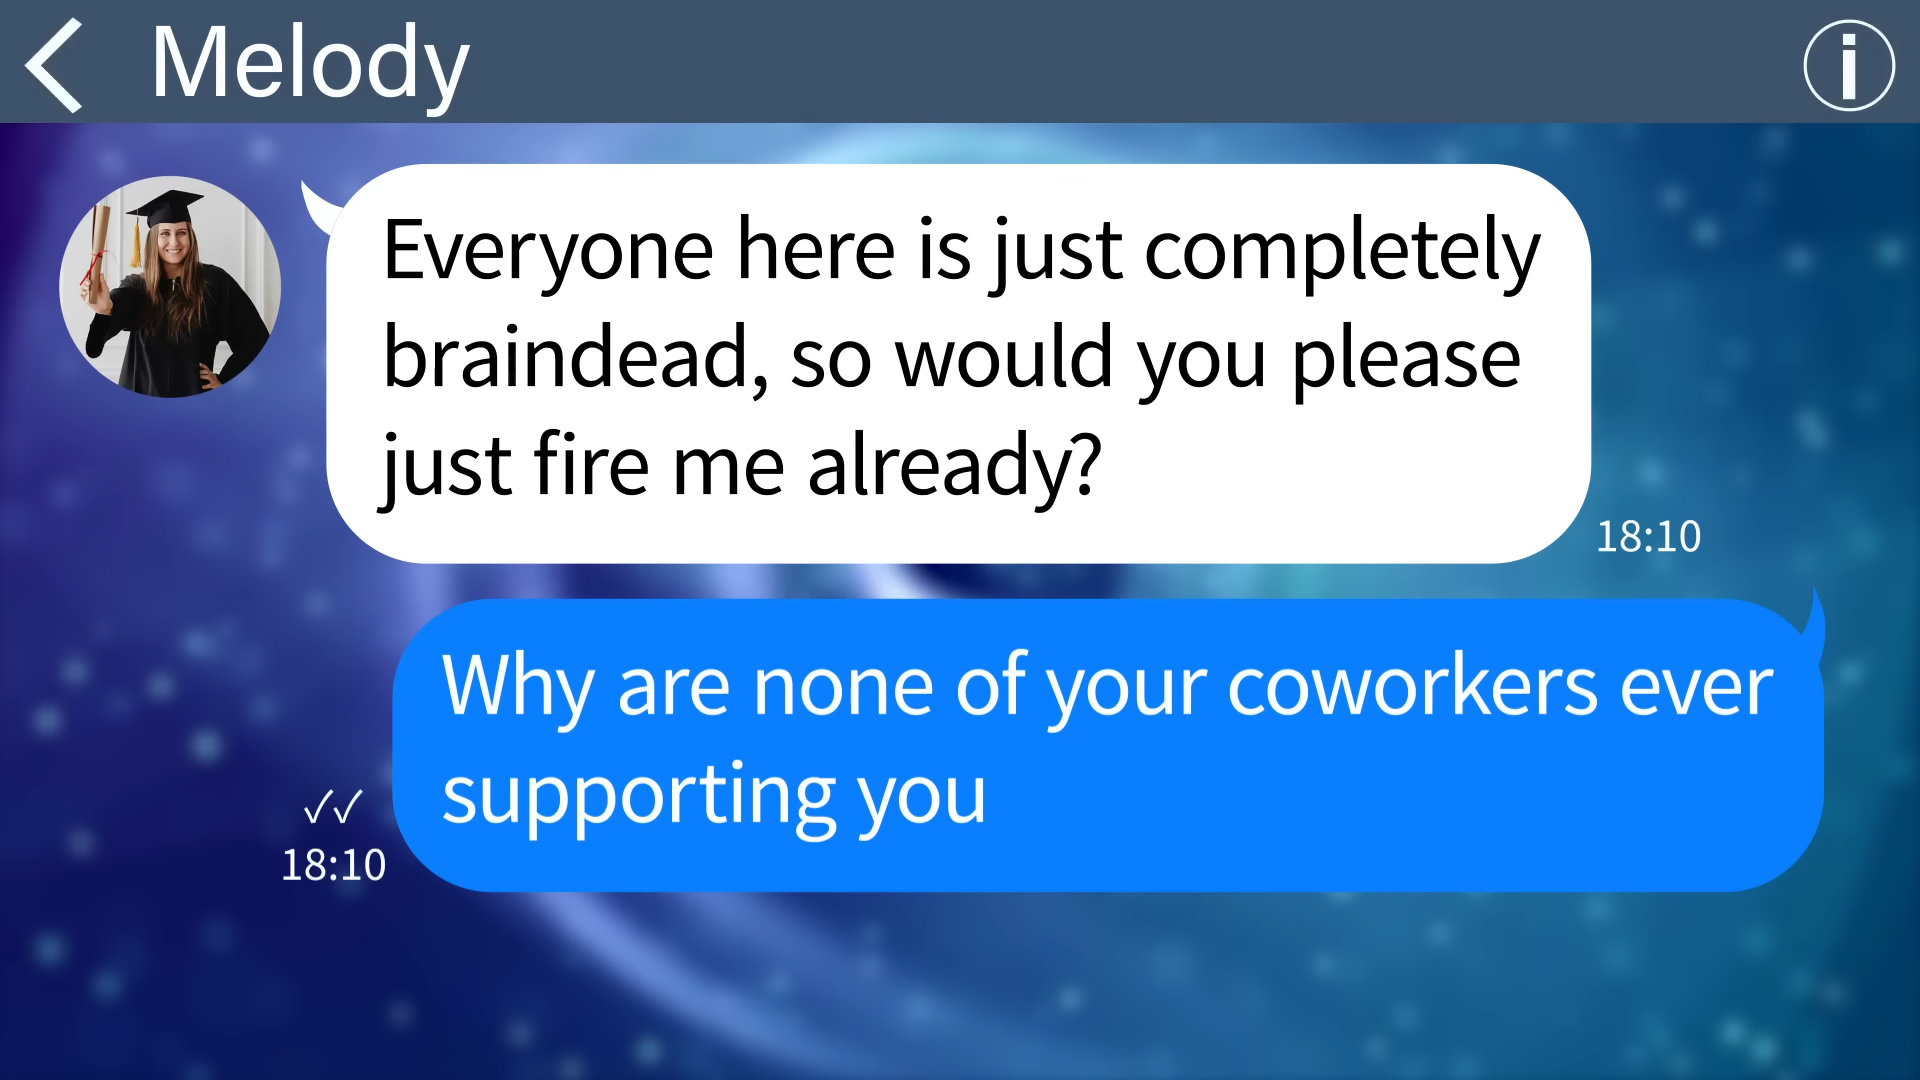 Melody
Everyone here is just completely
braindead, so would you please
just fire me already?
18:10
Why are none of your coworkers ever
supporting you
✓✓
18:10